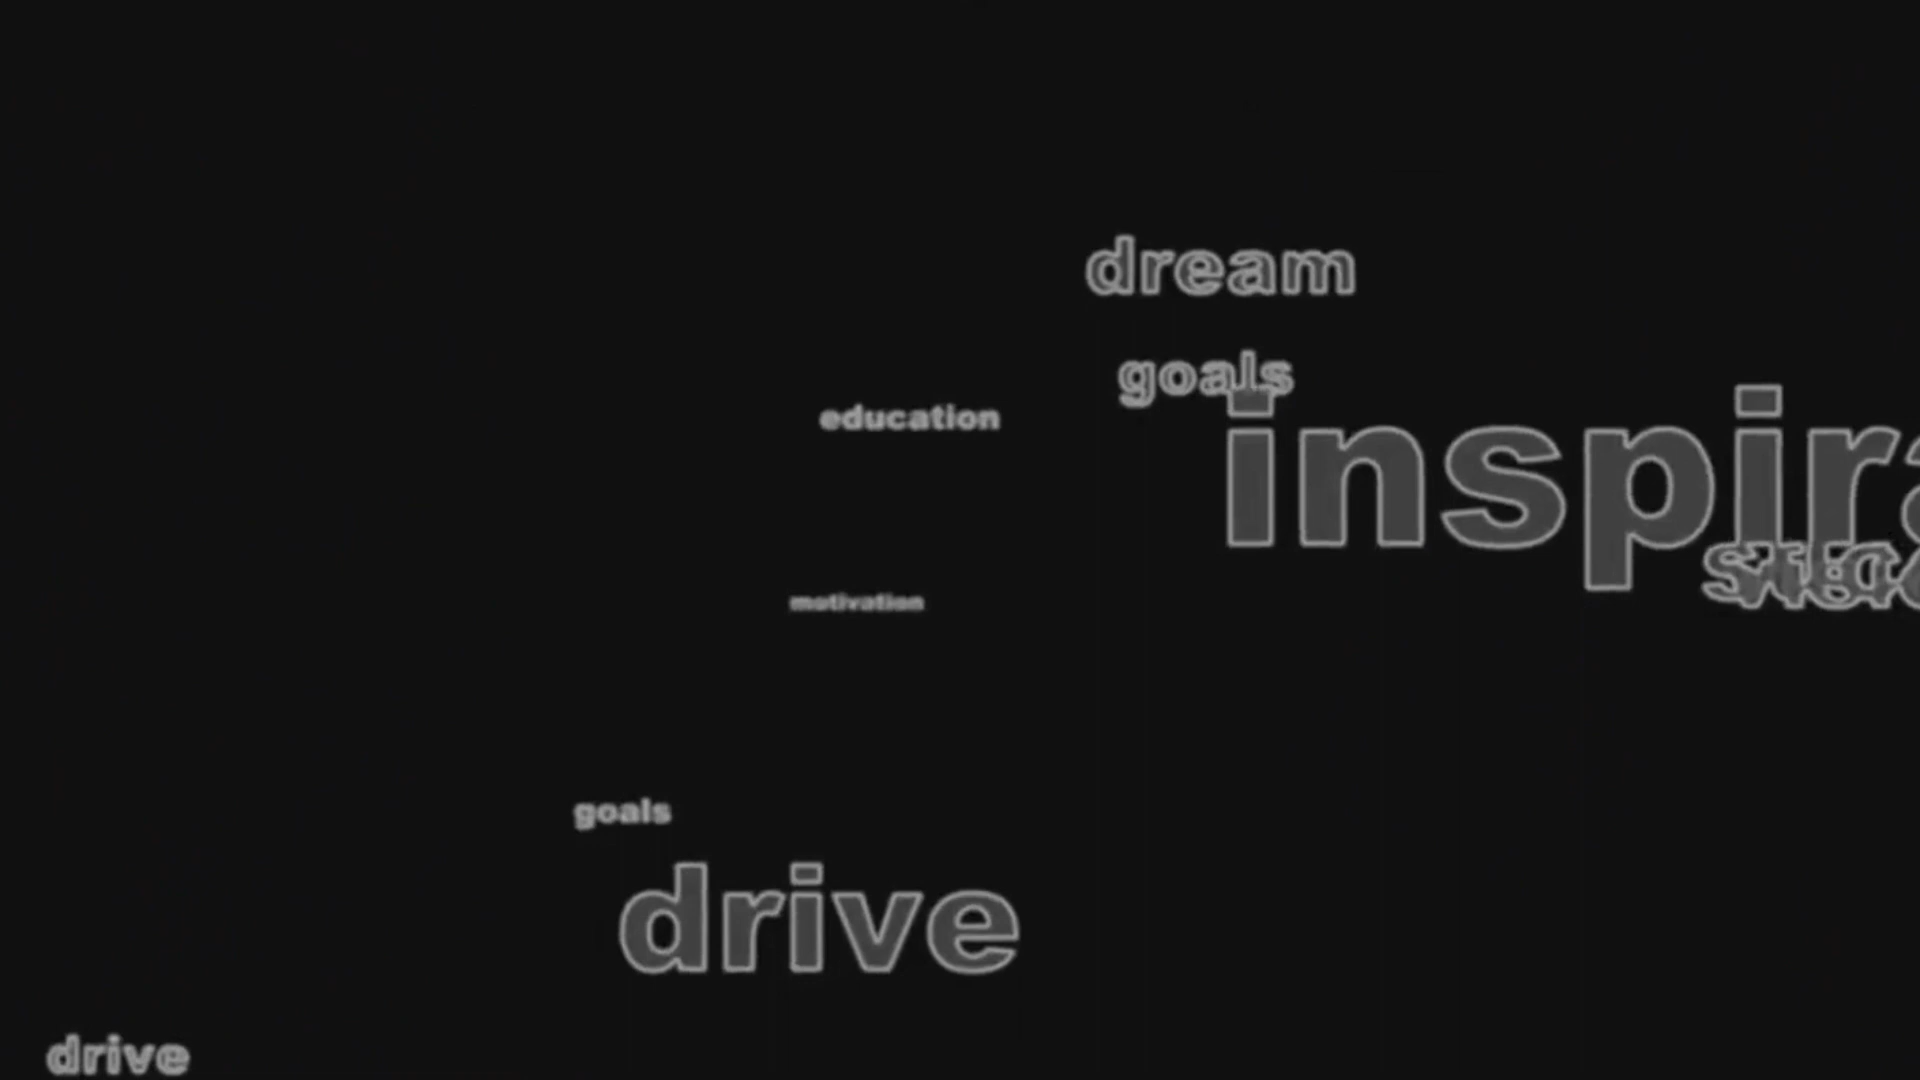 dream
goals
education
inspira
motivation
goals
drive
drive